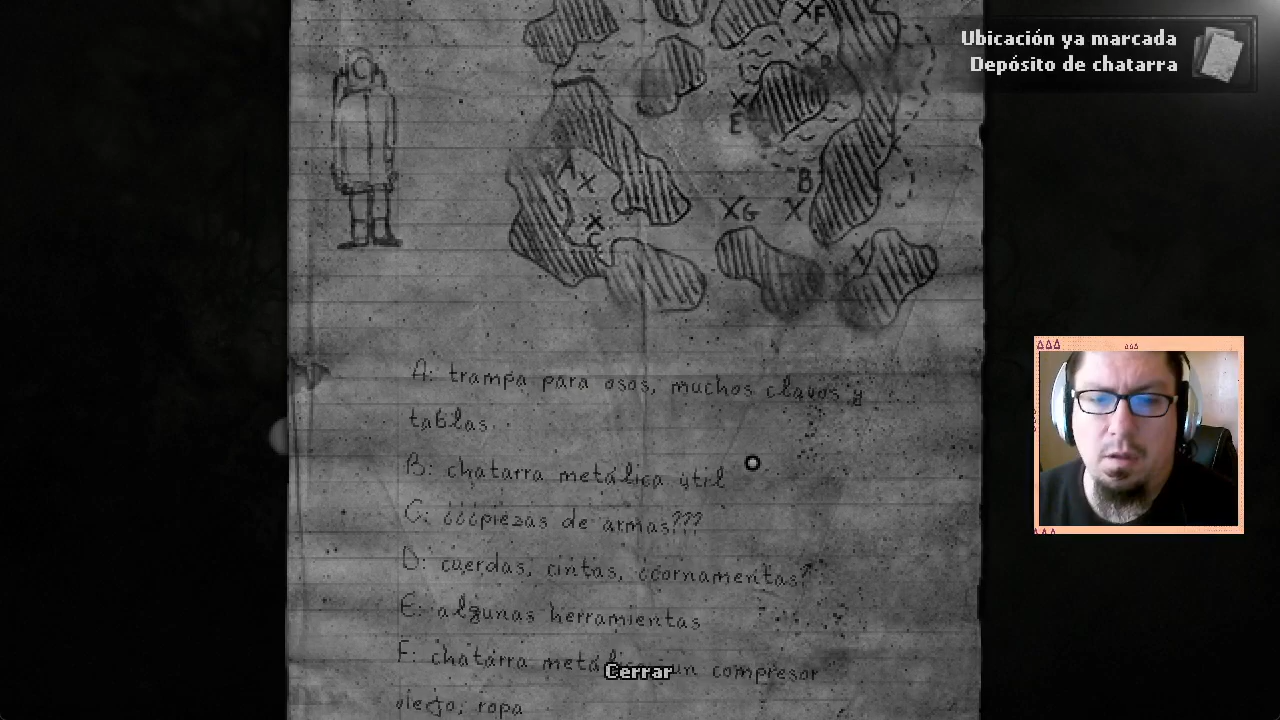 Ubicación ya marcada
Depósito de chatarra
F
E
A
B
G
C
A: trampa para osos, muchos clavos y
tablas
B: chatarra metálica útil
C: ¿¿¿piezas de armas???
D: cuerdas, cintas, ¿cornamentas?
E: algunas herramientas
F: chatarra un compresor
Cerrar
viejo, ropa